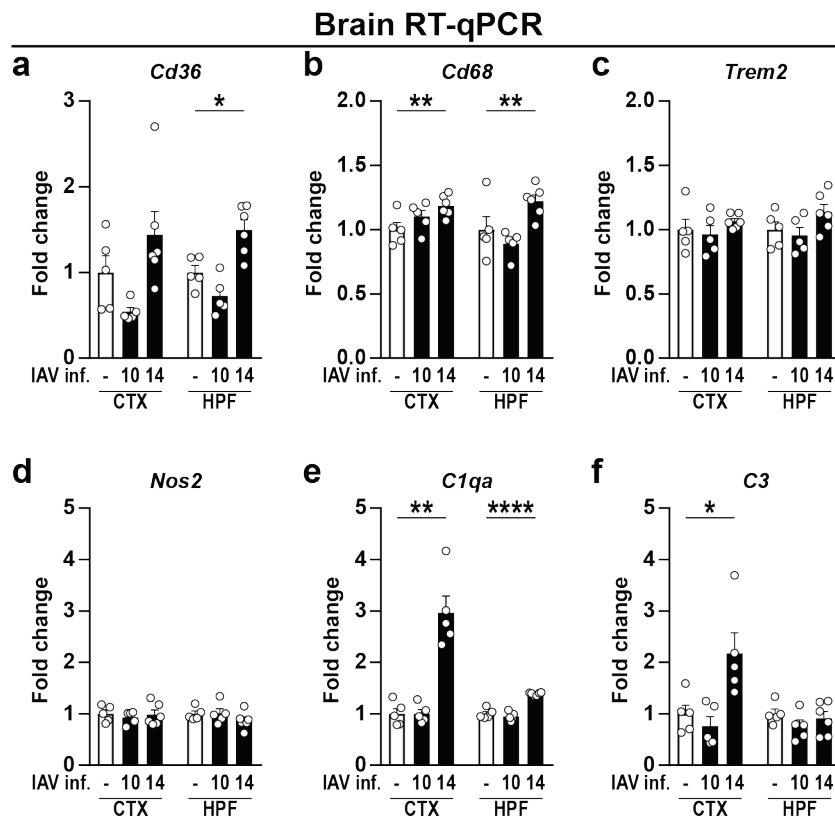 Brain RT-qPCR
a Cd36
Fold change
3
2
1
0
*
IAV inf. - 10 14 - 10 14
CTX HPF
b Cd68
Fold change
2.0
1.5
1.0
0.5
0.0
** **
- 10 14 - 10 14
CTX HPF
c Trem2
Fold change
2.0
1.5
1.0
0.5
0.0
IAV inf. - 10 14 - 10 14
CTX HPF
d Nos2
Fold change
5
4
3
2
1
0
IAV inf. - 10 14 - 10 14
CTX HPF
e C1qa
Fold change
5
4
3
2
1
0
** ****
IAV inf. - 10 14 - 10 14
CTX HPF
f C3
Fold change
5
4
3
2
1
0
*
IAV inf. - 10 14 - 10 14
CTX HPF